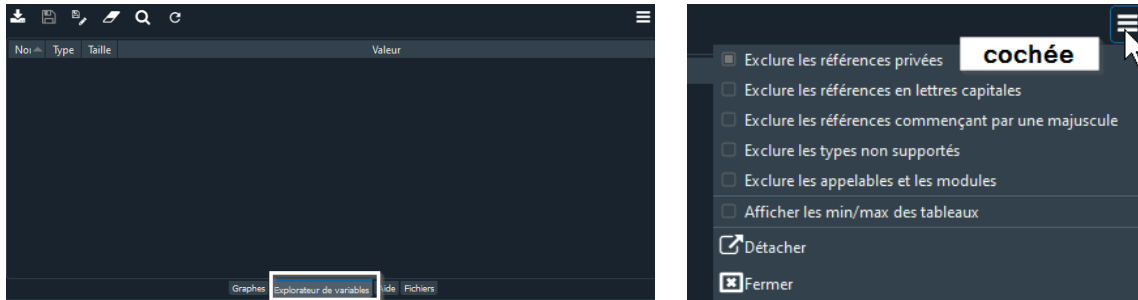 Nor Type Taille Valeur
Graphes Explorateur de variables Aide Fichiers
Exclure les références privées cochée
Exclure les références en lettres capitales
Exclure les références commençant par une majuscule
Exclure les types non supportés
Exclure les appelables et les modules
Afficher les min/max des tableaux
Détacher
Fermer